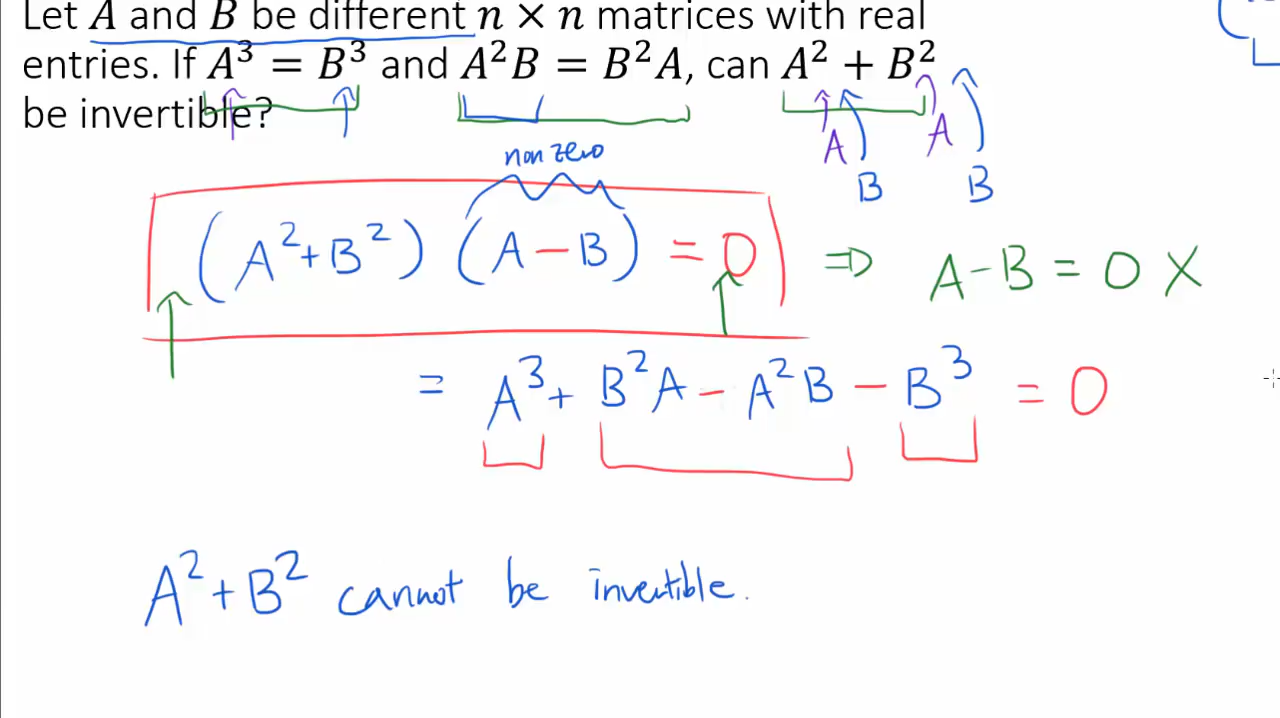 Let A and B be different n × n matrices with real
entries. If A³ = B³ and A²B = B²A, can A² + B²
be invertible?
A B A B
non zero
(A²+B²) (A−B) = 0 ⇒ A−B = 0 X
= A³ + B²A − A²B − B³ = 0
A²+B² cannot be invertible.